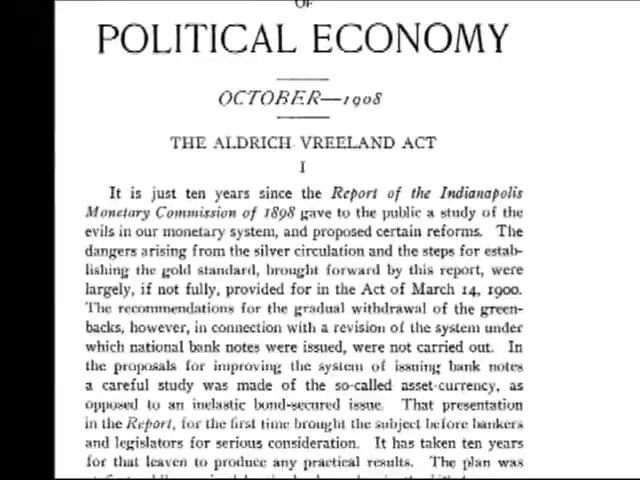 OF
POLITICAL ECONOMY
OCTOBER—1908
THE ALDRICH VREELAND ACT
I
It is just ten years since the Report of the Indianapolis
Monetary Commission of 1898 gave to the public a study of the
evils in our monetary system, and proposed certain reforms. The
dangers arising from the silver circulation and the steps for estab-
lishing the gold standard, brought forward by this report, were
largely, if not fully, provided for in the Act of March 14, 1900.
The recommendations for the gradual withdrawal of the green-
backs, however, in connection with a revision of the system under
which national bank notes were issued, were not carried out. In
the proposals for improving the system of issuing bank notes
a careful study was made of the so-called asset-currency, as
opposed to an inelastic bond-secured issue. That presentation
in the Report, for the first time brought the subject before bankers
and legislators for serious consideration. It has taken ten years
for that leaven to produce any practical results. The plan was